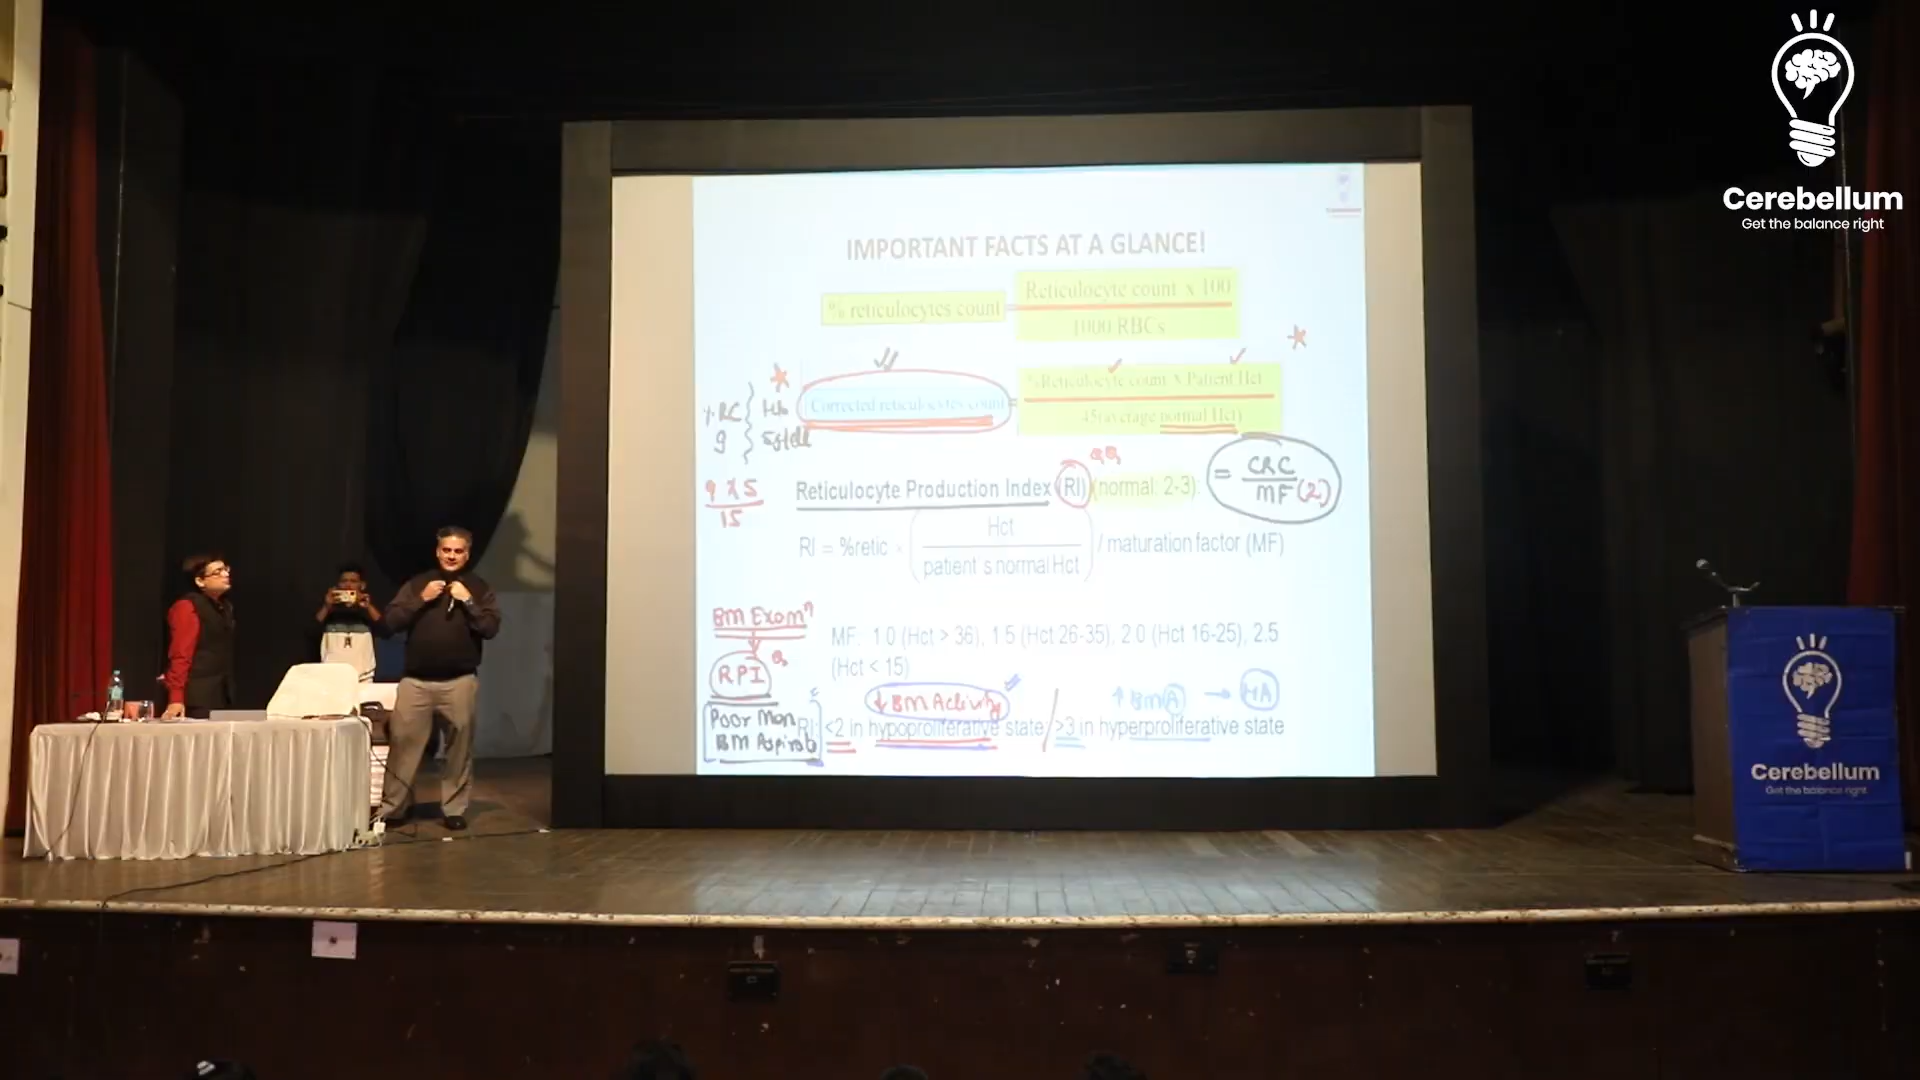 Cerebellum
Get the balance right
IMPORTANT FACTS AT A GLANCE!
% reticulocytes count = Reticulocyte count x 100
1000 RBCs
Corrected reticulocytes count = %Reticulocyte count X Patient Hct
45(average normal Hct)
% RC
9
Hb
5g/dl
9 X 5
15
Reticulocyte Production Index (RI) (normal: 2-3).
= CRC
MF (2)
Hct
RI = %retic x / maturation factor (MF)
patient's normal Hct
BM Examn
MF: 1.0 (Hct > 36), 1.5 (Hct 26-35), 2.0 (Hct 16-25), 2.5
(Hct < 15)
RPI
↓ BM Activity / ↑ BM A → HA
Poor Man
BM Aspirate
RI: <2 in hypoproliferative state / >3 in hyperproliferative state
Cerebellum
Get the balance right